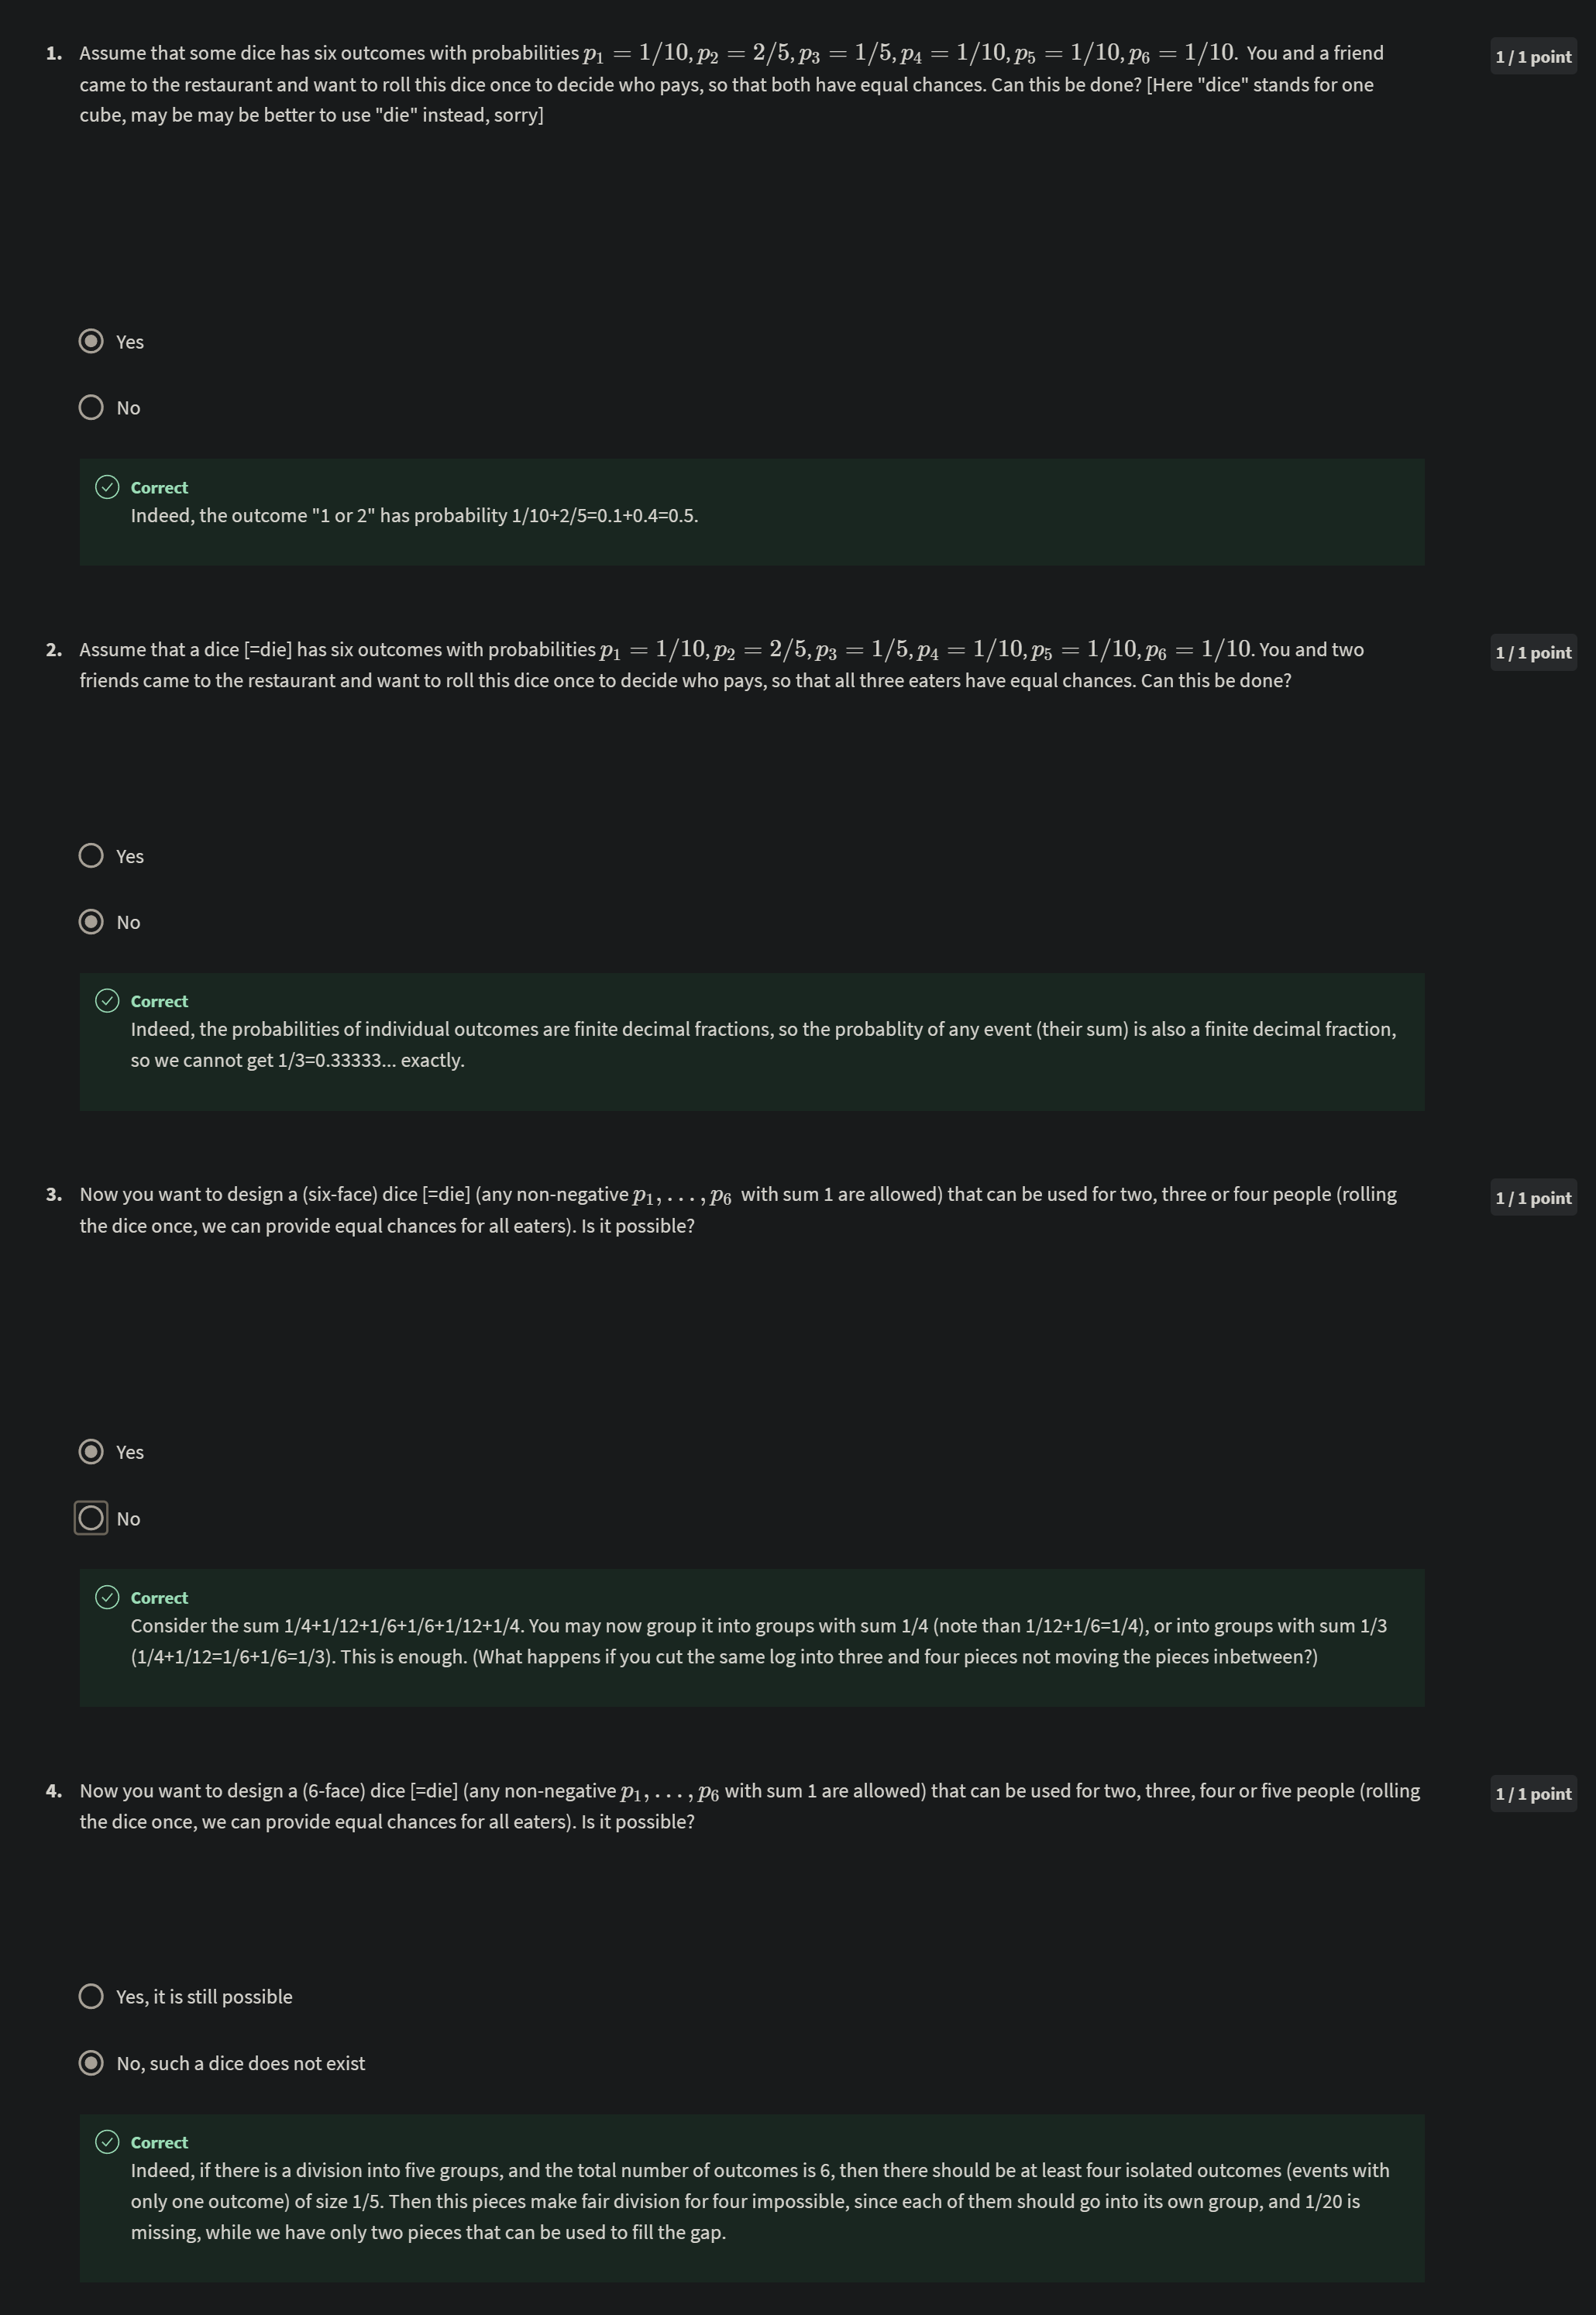 1. Assume that some dice has six outcomes with probabilities p₁ = 1/10, p₂ = 2/5, p₃ = 1/5, p₄ = 1/10, p₅ = 1/10, p₆ = 1/10. You and a friend
1 / 1 point
came to the restaurant and want to roll this dice once to decide who pays, so that both have equal chances. Can this be done? [Here "dice" stands for one
cube, may be may be better to use "die" instead, sorry]
Yes
No
Correct
Indeed, the outcome "1 or 2" has probability 1/10+2/5=0.1+0.4=0.5.
2. Assume that a dice [=die] has six outcomes with probabilities p₁ = 1/10, p₂ = 2/5, p₃ = 1/5, p₄ = 1/10, p₅ = 1/10, p₆ = 1/10. You and two
1 / 1 point
friends came to the restaurant and want to roll this dice once to decide who pays, so that all three eaters have equal chances. Can this be done?
Yes
No
Correct
Indeed, the probabilities of individual outcomes are finite decimal fractions, so the probablity of any event (their sum) is also a finite decimal fraction,
so we cannot get 1/3=0.33333... exactly.
3. Now you want to design a (six-face) dice [=die] (any non-negative p₁, . . . , p₆ with sum 1 are allowed) that can be used for two, three or four people (rolling
1 / 1 point
the dice once, we can provide equal chances for all eaters). Is it possible?
Yes
No
Correct
Consider the sum 1/4+1/12+1/6+1/6+1/12+1/4. You may now group it into groups with sum 1/4 (note than 1/12+1/6=1/4), or into groups with sum 1/3
(1/4+1/12=1/6+1/6=1/3). This is enough. (What happens if you cut the same log into three and four pieces not moving the pieces inbetween?)
4. Now you want to design a (6-face) dice [=die] (any non-negative p₁, . . . , p₆ with sum 1 are allowed) that can be used for two, three, four or five people (rolling
1 / 1 point
the dice once, we can provide equal chances for all eaters). Is it possible?
Yes, it is still possible
No, such a dice does not exist
Correct
Indeed, if there is a division into five groups, and the total number of outcomes is 6, then there should be at least four isolated outcomes (events with
only one outcome) of size 1/5. Then this pieces make fair division for four impossible, since each of them should go into its own group, and 1/20 is
missing, while we have only two pieces that can be used to fill the gap.